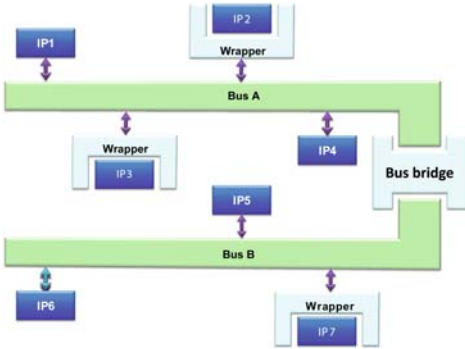 IP2
IP1
Wrapper
Bus A
Wrapper
IP4
IP3
Bus bridge
IP5
Bus B
IP6
Wrapper
IP7